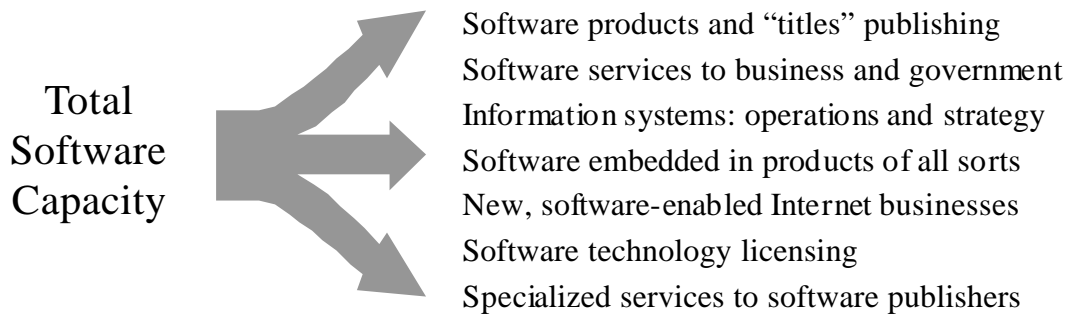 Total
Software
Capacity
Software products and “titles” publishing
Software services to business and government
Information systems: operations and strategy
Software embedded in products of all sorts
New, software-enabled Internet businesses
Software technology licensing
Specialized services to software publishers